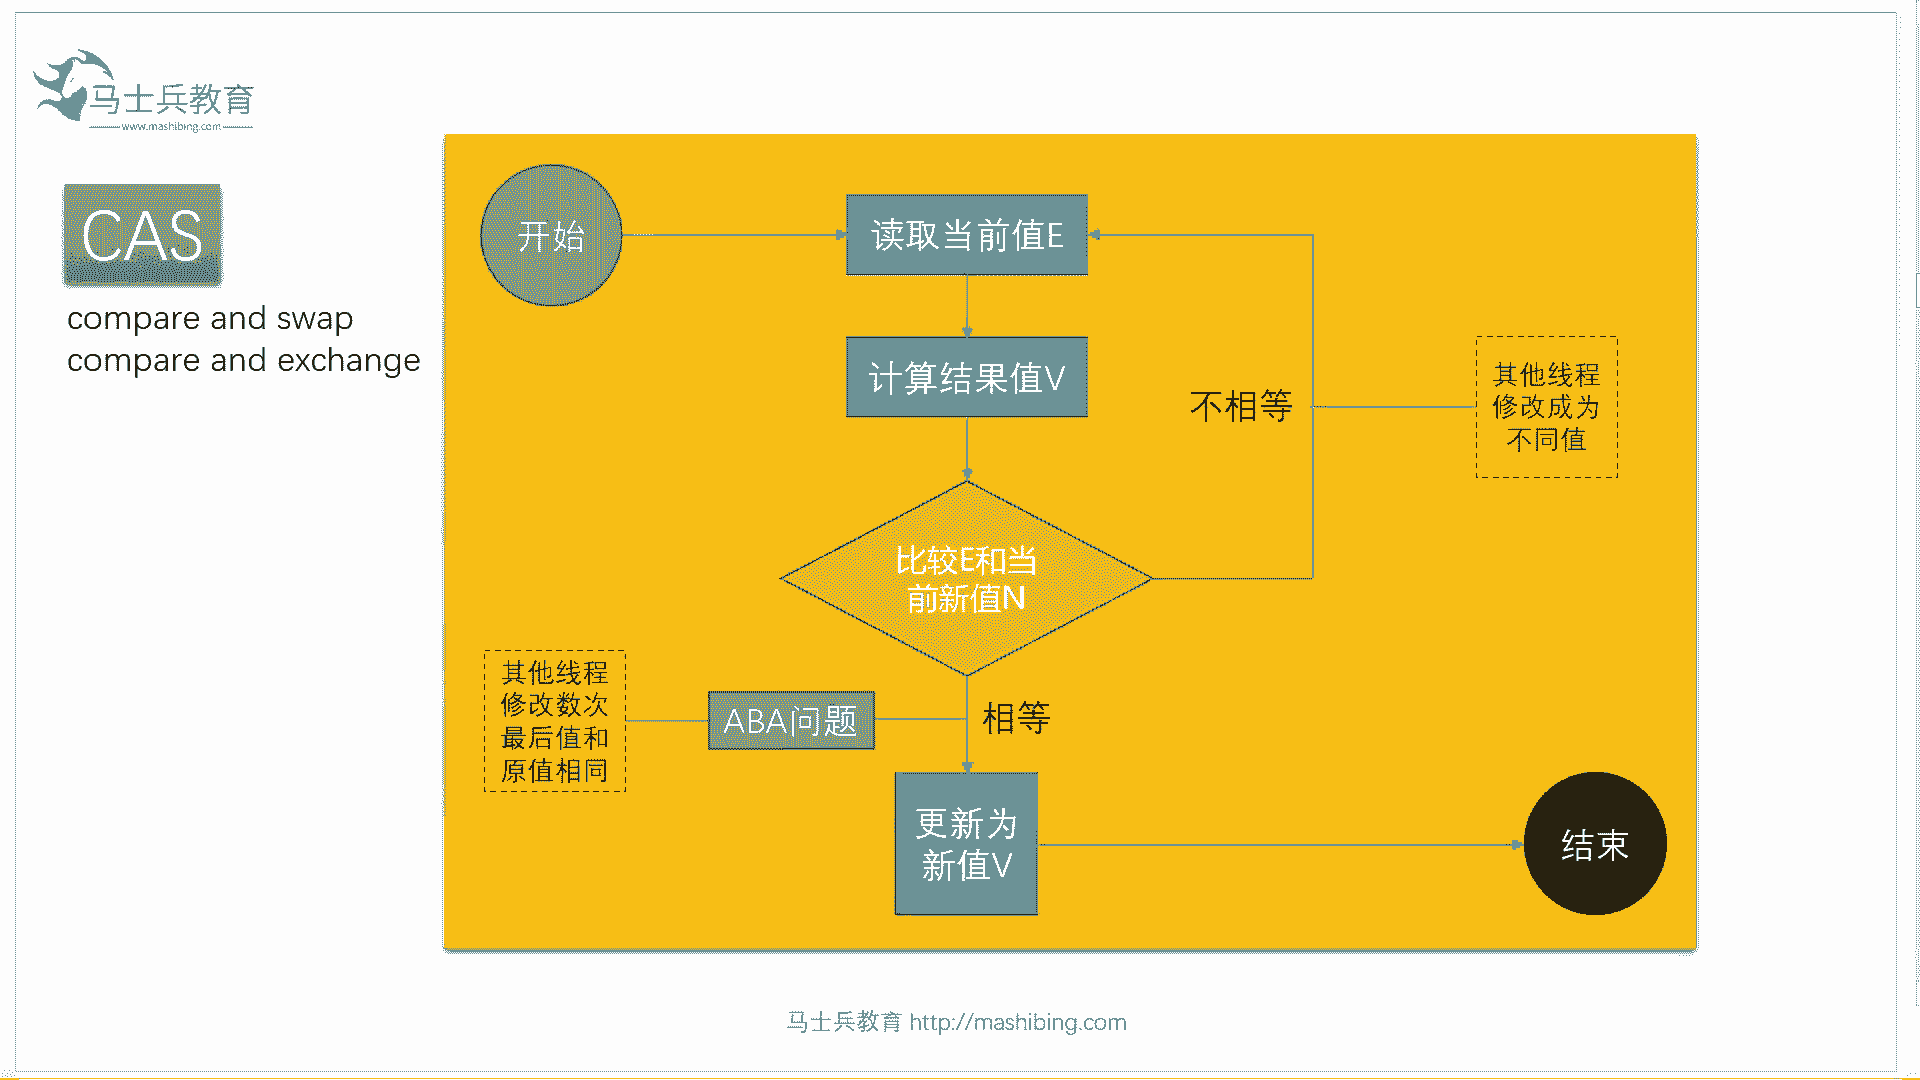 马士兵教育
www.mashibing.com
CAS
compare and swap
compare and exchange
开始
读取当前值E
计算结果值V
不相等
其他线程
修改成为
不同值
比较E和当
前新值N
其他线程
修改数次
最后值和
原值相同
ABA问题
相等
更新为
新值V
结束
马士兵教育 http://mashibing.com